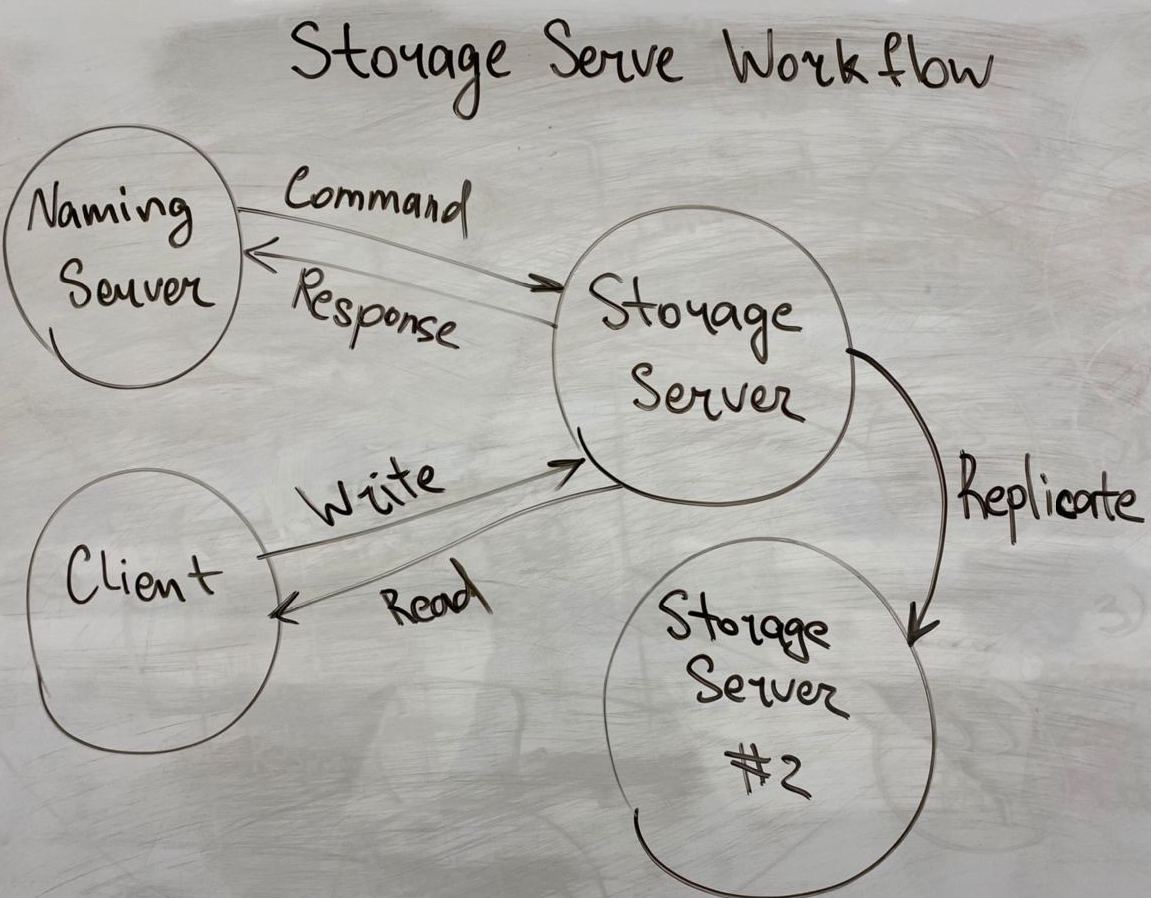 Storage Serve Workflow
Naming
Server
Command
Response
Storage
Server
Write
Read
Client
Replicate
Storage
Server
#2